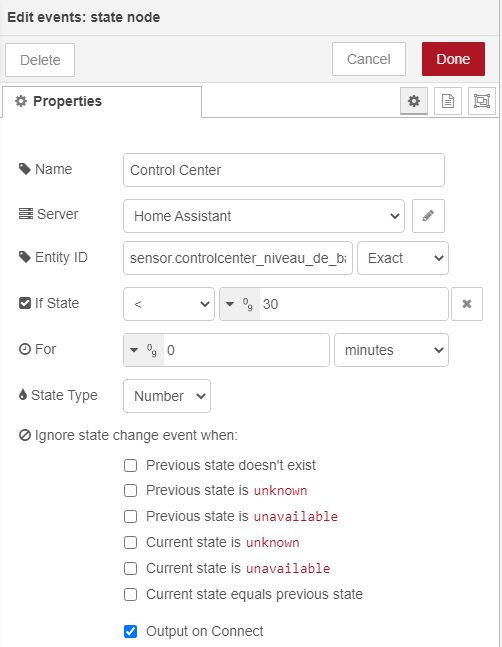 Edit events: state node
Delete
Cancel
Done
Properties
Name
Control Center
Server
Home Assistant
Entity ID
sensor.controlcenter_niveau_de_ba
Exact
If State
<
09
30
For
09
0
minutes
State Type
Number
Ignore state change event when:
Previous state doesn't exist
Previous state is unknown
Previous state is unavailable
Current state is unknown
Current state is unavailable
Current state equals previous state
Output on Connect